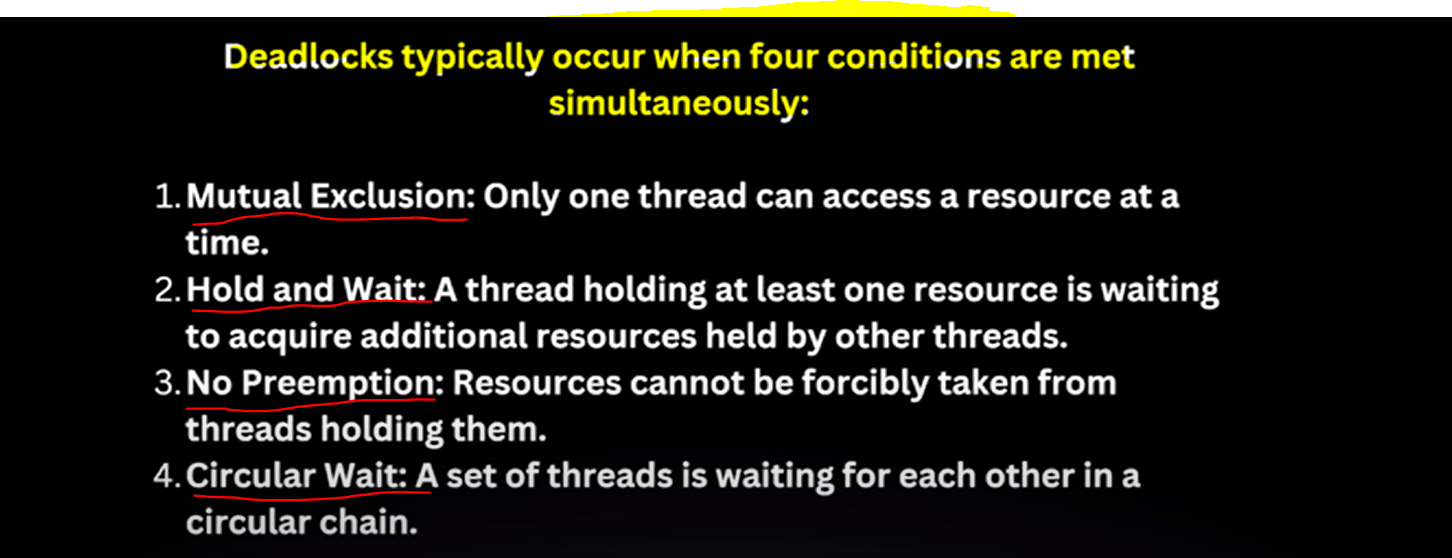 Deadlocks typically occur when four conditions are met
simultaneously:
1. Mutual Exclusion: Only one thread can access a resource at a
time.
2. Hold and Wait: A thread holding at least one resource is waiting
to acquire additional resources held by other threads.
3. No Preemption: Resources cannot be forcibly taken from
threads holding them.
4. Circular Wait: A set of threads is waiting for each other in a
circular chain.